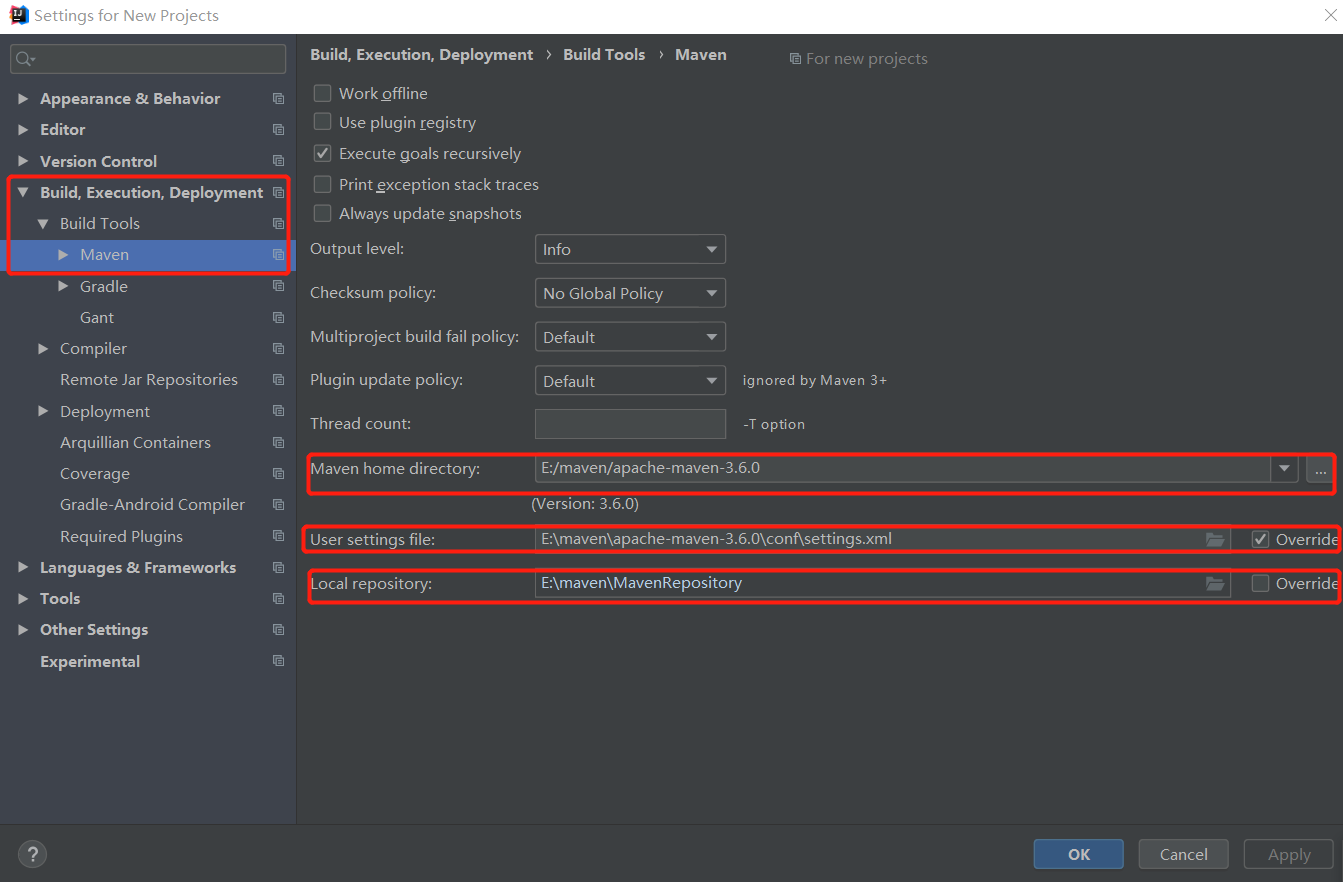 Settings for New Projects
Build, Execution, Deployment › Build Tools › Maven For new projects
Appearance & Behavior
Editor
Version Control
Build, Execution, Deployment
Build Tools
Maven
Gradle
Gant
Compiler
Remote Jar Repositories
Deployment
Arquillian Containers
Coverage
Gradle-Android Compiler
Required Plugins
Languages & Frameworks
Tools
Other Settings
Experimental
Work offline
Use plugin registry
Execute goals recursively
Print exception stack traces
Always update snapshots
Output level: Info
Checksum policy: No Global Policy
Multiproject build fail policy: Default
Plugin update policy: Default ignored by Maven 3+
Thread count: -T option
Maven home directory: E:/maven/apache-maven-3.6.0 ...
(Version: 3.6.0)
User settings file: E:\maven\apache-maven-3.6.0\conf\settings.xml Override
Local repository: E:\maven\MavenRepository Override
? OK Cancel Apply